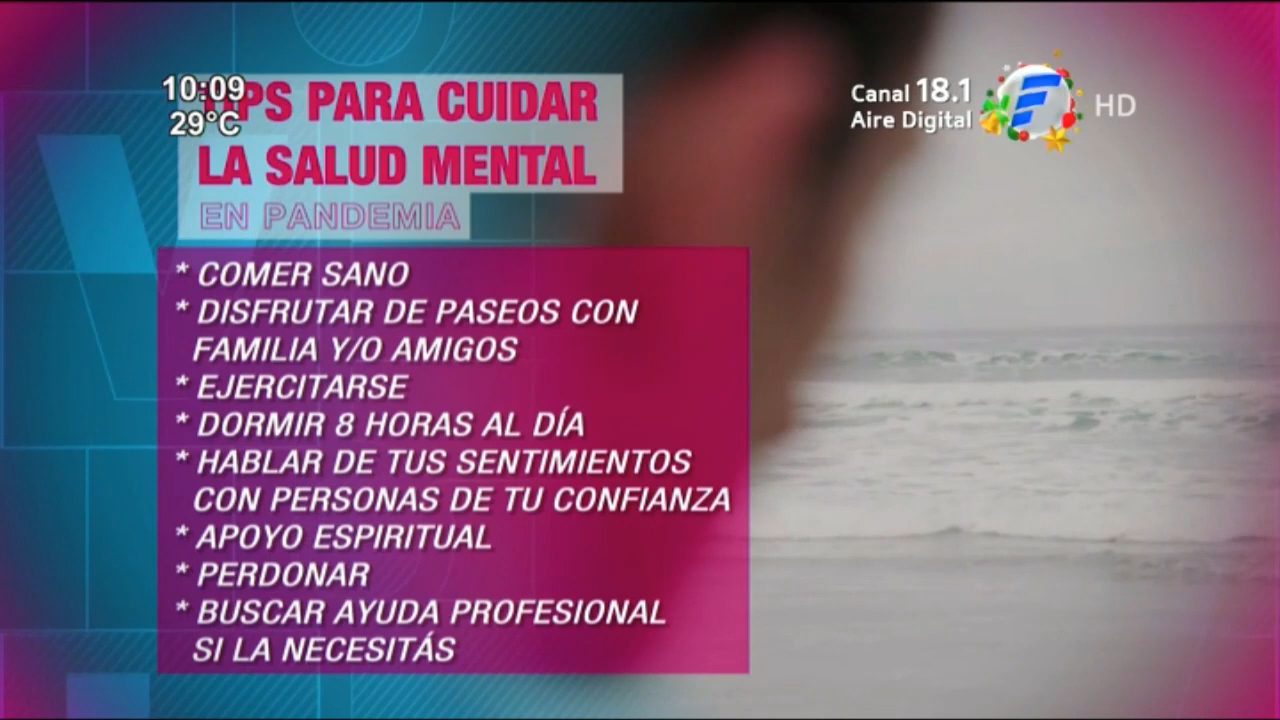 10:09
29°C
TIPS PARA CUIDAR
LA SALUD MENTAL
EN PANDEMIA
Canal 18.1
Aire Digital
HD
* COMER SANO
* DISFRUTAR DE PASEOS CON
FAMILIA Y/O AMIGOS
* EJERCITARSE
* DORMIR 8 HORAS AL DÍA
* HABLAR DE TUS SENTIMIENTOS
CON PERSONAS DE TU CONFIANZA
* APOYO ESPIRITUAL
* PERDONAR
* BUSCAR AYUDA PROFESIONAL
SI LA NECESITÁS